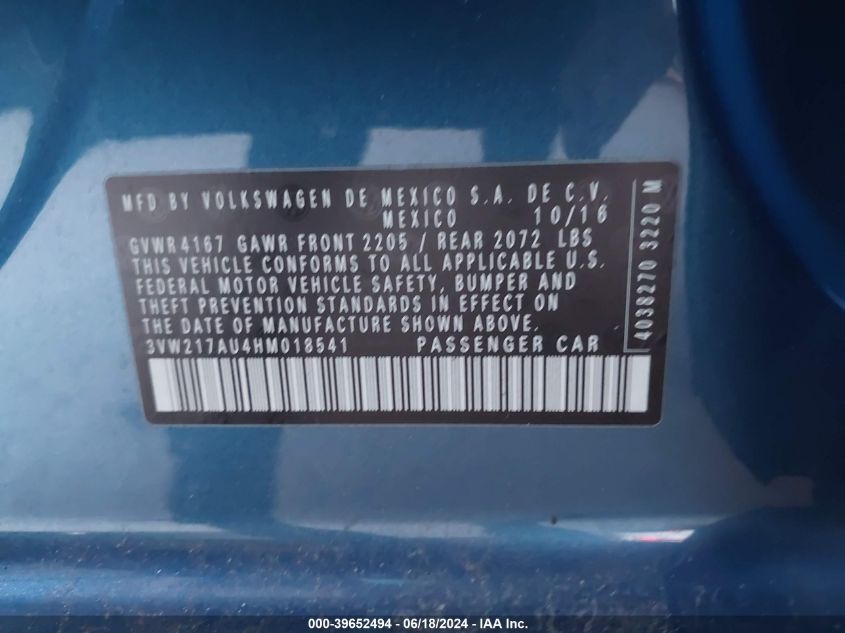 MFD BY VOLKSWAGEN DE MEXICO S.A. DE C.V.
MEXICO 10/16
GVWR 4167 GAWR FRONT 2205 / REAR 2072 LBS
THIS VEHICLE CONFORMS TO ALL APPLICABLE U.S.
FEDERAL MOTOR VEHICLE SAFETY, BUMPER AND
THEFT PREVENTION STANDARDS IN EFFECT ON
THE DATE OF MANUFACTURE SHOWN ABOVE.
3VW217AU4HM018541 PASSENGER CAR
4038270 3220 M
000-39652494 - 06/18/2024 - IAA Inc.